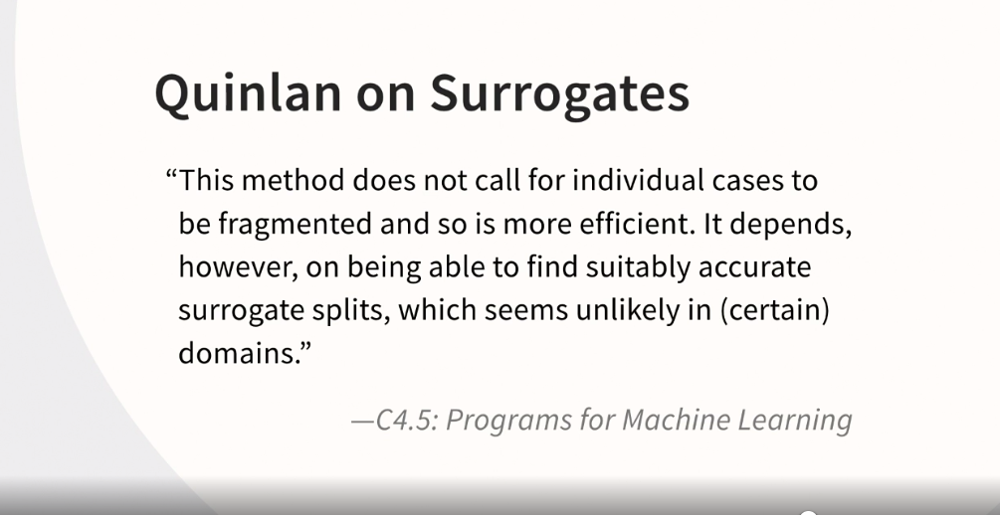 Quinlan on Surrogates
“This method does not call for individual cases to
be fragmented and so is more efficient. It depends,
however, on being able to find suitably accurate
surrogate splits, which seems unlikely in (certain)
domains.”
—C4.5: Programs for Machine Learning